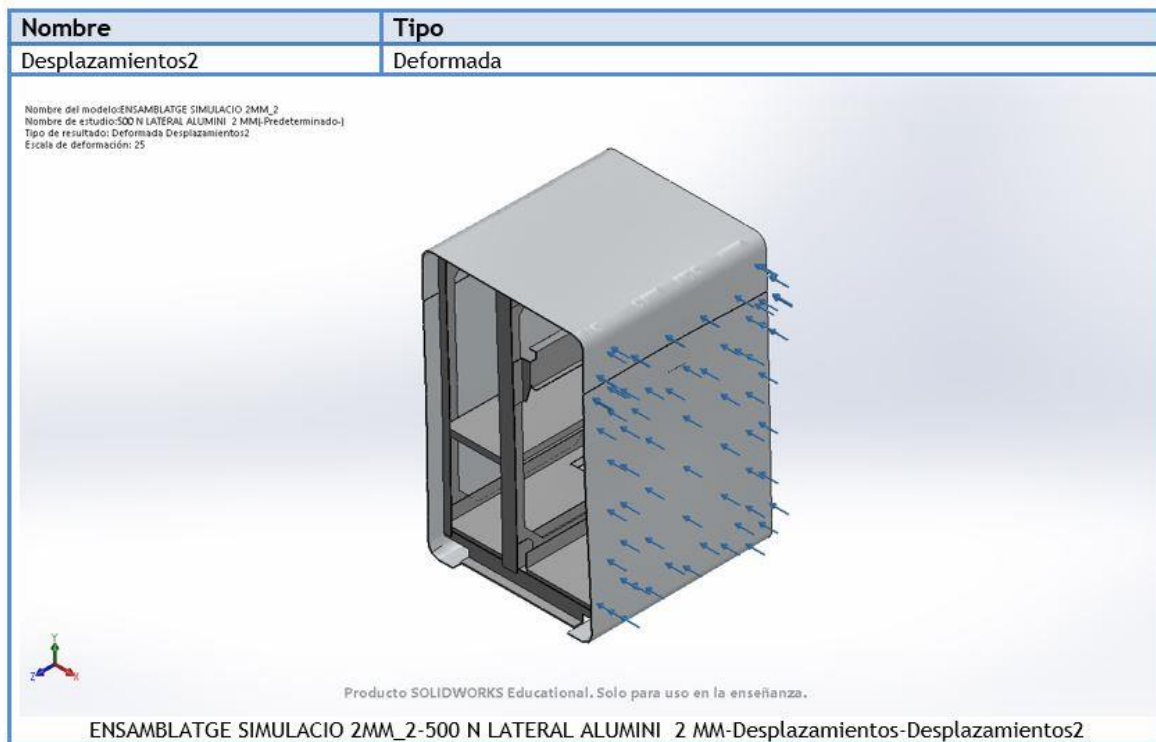 Nombre Tipo
Desplazamientos2 Deformada
Nombre del modelo:ENSAMBLATGE SIMULACIO 2MM_2
Nombre de estudio:500 N LATERAL ALUMINI 2 MM(-Predeterminado-)
Tipo de resultado: Deformada Desplazamientos2
Escala de deformación: 25
Y
Z X
Producto SOLIDWORKS Educational. Solo para uso en la enseñanza.
ENSAMBLATGE SIMULACIO 2MM_2-500 N LATERAL ALUMINI 2 MM-Desplazamientos-Desplazamientos2